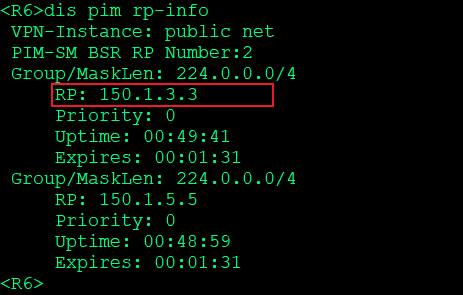 <R6>dis pim rp-info
VPN-Instance: public net
PIM-SM BSR RP Number:2
Group/MaskLen: 224.0.0.0/4
RP: 150.1.3.3
Priority: 0
Uptime: 00:49:41
Expires: 00:01:31
Group/MaskLen: 224.0.0.0/4
RP: 150.1.5.5
Priority: 0
Uptime: 00:48:59
Expires: 00:01:31
<R6>